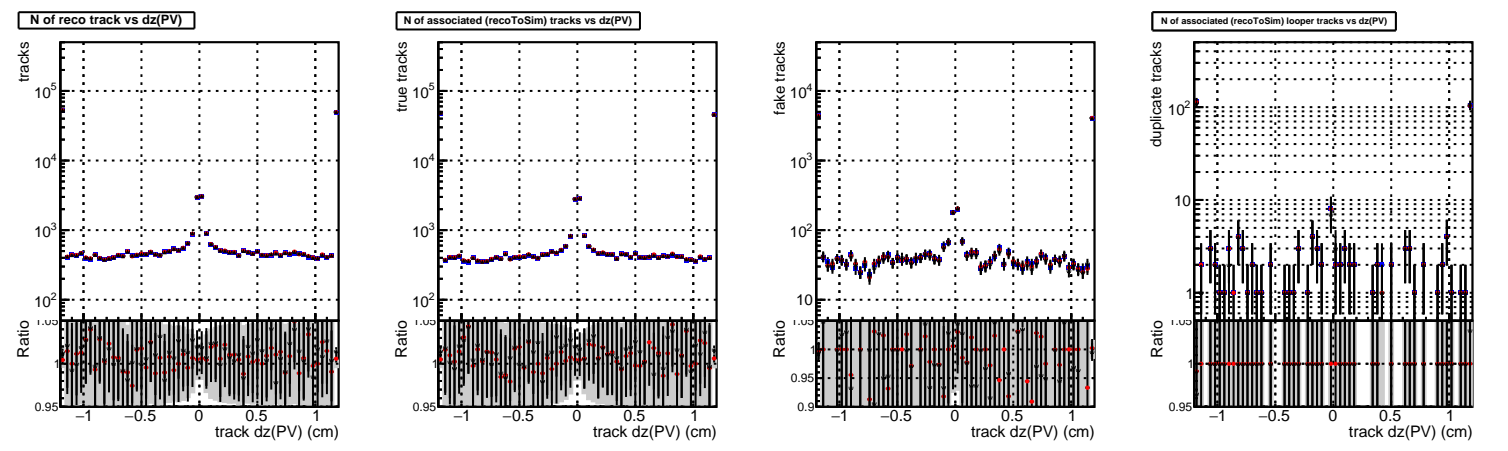 N of reco track vs dz(PV)
tracks
10^5
10^4
10^3
10^2
Ratio
1.05
1
0.95
−1 −0.5 0 0.5 1
track dz(PV) (cm)
N of associated (recoToSim) tracks vs dz(PV)
true tracks
10^5
10^4
10^3
10^2
Ratio
1.05
1
0.95
−1 −0.5 0 0.5 1
track dz(PV) (cm)
fake tracks
10^4
10^3
10^2
10
Ratio
1
0.95
0.9
−1 −0.5 0 0.5 1
track dz(PV) (cm)
N of associated (recoToSim) looper tracks vs dz(PV)
duplicate tracks
10^2
10
1
Ratio
1.05
1
0.95
−1 −0.5 0 0.5 1
track dz(PV) (cm)